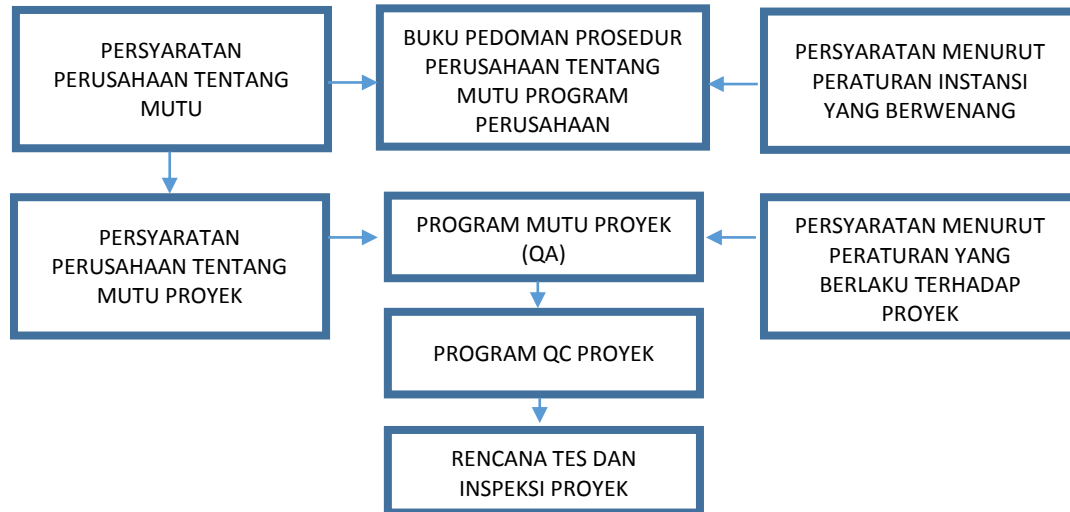 PERSYARATAN
PERUSAHAAN TENTANG
MUTU
BUKU PEDOMAN PROSEDUR
PERUSAHAAN TENTANG
MUTU PROGRAM
PERUSAHAAN
PERSYARATAN MENURUT
PERATURAN INSTANSI
YANG BERWENANG
PERSYARATAN
PERUSAHAAN TENTANG
MUTU PROYEK
PROGRAM MUTU PROYEK
(QA)
PERSYARATAN MENURUT
PERATURAN YANG
BERLAKU TERHADAP
PROYEK
PROGRAM QC PROYEK
RENCANA TES DAN
INSPEKSI PROYEK